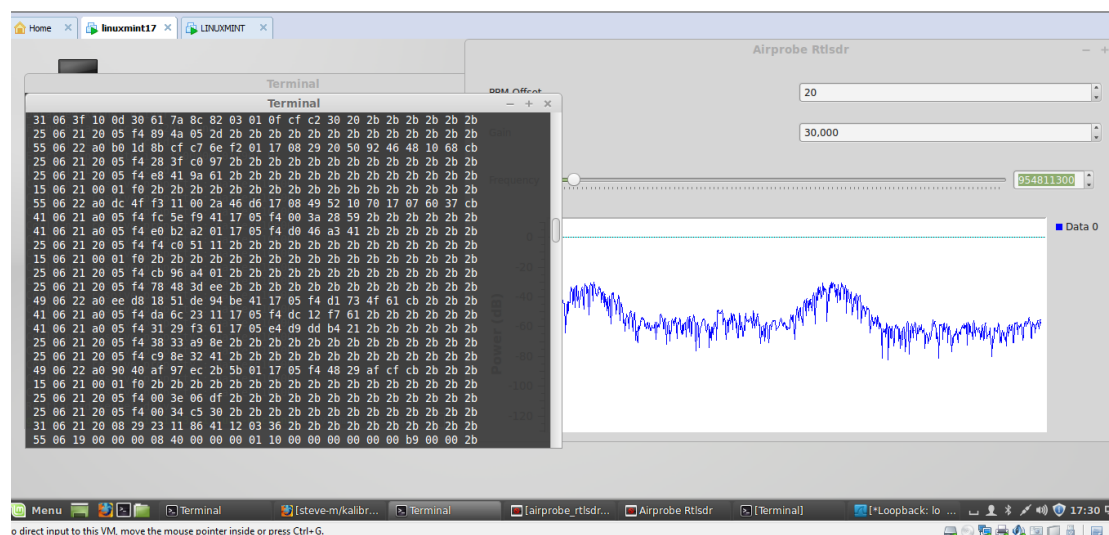 Home × linuxmint17 × LINUXMINT ×
Airprobe Rtlsdr − +
Terminal
Terminal − + ×
PPM Offset 20
Gain 30,000
Frequency 954811300
31 06 3f 10 0d 30 61 7a 8c 82 03 01 0f cf c2 30 20 2b 2b 2b 2b 2b 2b
25 06 21 20 05 f4 89 4a 05 2d 2b 2b 2b 2b 2b 2b 2b 2b 2b 2b 2b 2b 2b
55 06 22 a0 b0 1d 8b cf c7 6e f2 01 17 08 29 20 50 92 46 48 10 68 cb
25 06 21 20 05 f4 28 3f c0 97 2b 2b 2b 2b 2b 2b 2b 2b 2b 2b 2b 2b 2b
25 06 21 20 05 f4 e8 41 9a 61 2b 2b 2b 2b 2b 2b 2b 2b 2b 2b 2b 2b 2b
15 06 21 00 01 f0 2b 2b 2b 2b 2b 2b 2b 2b 2b 2b 2b 2b 2b 2b 2b 2b 2b
55 06 22 a0 dc 4f f3 11 00 2a 46 d6 17 08 49 52 10 70 17 07 60 37 cb
41 06 21 a0 05 f4 fc 5e f9 41 17 05 f4 00 3a 28 59 2b 2b 2b 2b 2b 2b
41 06 21 a0 05 f4 e0 b2 a2 01 17 05 f4 d0 46 a3 41 2b 2b 2b 2b 2b 2b
25 06 21 20 05 f4 f4 c0 51 11 2b 2b 2b 2b 2b 2b 2b 2b 2b 2b 2b 2b 2b
15 06 21 00 01 f0 2b 2b 2b 2b 2b 2b 2b 2b 2b 2b 2b 2b 2b 2b 2b 2b 2b
25 06 21 20 05 f4 cb 96 a4 01 2b 2b 2b 2b 2b 2b 2b 2b 2b 2b 2b 2b 2b
25 06 21 20 05 f4 78 48 3d ee 2b 2b 2b 2b 2b 2b 2b 2b 2b 2b 2b 2b 2b
49 06 22 a0 ee d8 18 51 de 94 be 41 17 05 f4 d1 73 4f 61 cb 2b 2b 2b
41 06 21 a0 05 f4 da 6c 23 11 17 05 f4 dc 12 f7 61 2b 2b 2b 2b 2b 2b
41 06 21 a0 05 f4 31 29 f3 61 17 05 e4 d9 dd b4 21 2b 2b 2b 2b 2b 2b
25 06 21 20 05 f4 38 33 a9 8e 2b 2b 2b 2b 2b 2b 2b 2b 2b 2b 2b 2b 2b
25 06 21 20 05 f4 c9 8e 32 41 2b 2b 2b 2b 2b 2b 2b 2b 2b 2b 2b 2b 2b
49 06 22 a0 90 40 af 97 ec 2b 5b 01 17 05 f4 48 29 af cf cb 2b 2b 2b
15 06 21 00 01 f0 2b 2b 2b 2b 2b 2b 2b 2b 2b 2b 2b 2b 2b 2b 2b 2b 2b
25 06 21 20 05 f4 00 3e 06 df 2b 2b 2b 2b 2b 2b 2b 2b 2b 2b 2b 2b 2b
25 06 21 20 05 f4 00 34 c5 30 2b 2b 2b 2b 2b 2b 2b 2b 2b 2b 2b 2b 2b
31 06 21 20 08 29 23 11 86 41 12 03 36 2b 2b 2b 2b 2b 2b 2b 2b 2b 2b
55 06 19 00 00 00 08 40 00 00 00 01 10 00 00 00 00 00 00 b9 00 00 2b
Data 0
0
-20
-40
-60
-80
-100
-120
Power (dB)
Menu Terminal [steve-m/kalibr... Terminal [airprobe_rtlsdr... Airprobe Rtlsdr [Terminal] [*Loopback: lo ... 17:30
o direct input to this VM, move the mouse pointer inside or press Ctrl+G.